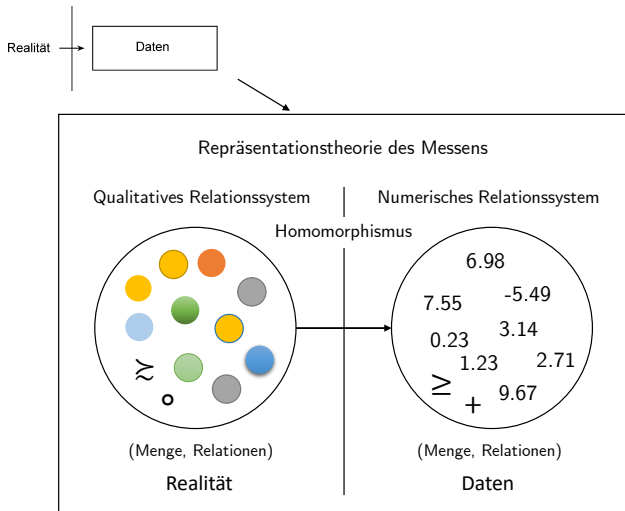 Realität
Daten
Repräsentationstheorie des Messens
Qualitatives Relationssystem
Numerisches Relationssystem
Homomorphismus
6.98
7.55
-5.49
0.23
3.14
1.23
2.71
≿
≥
9.67
∘
+
(Menge, Relationen)
(Menge, Relationen)
Realität
Daten